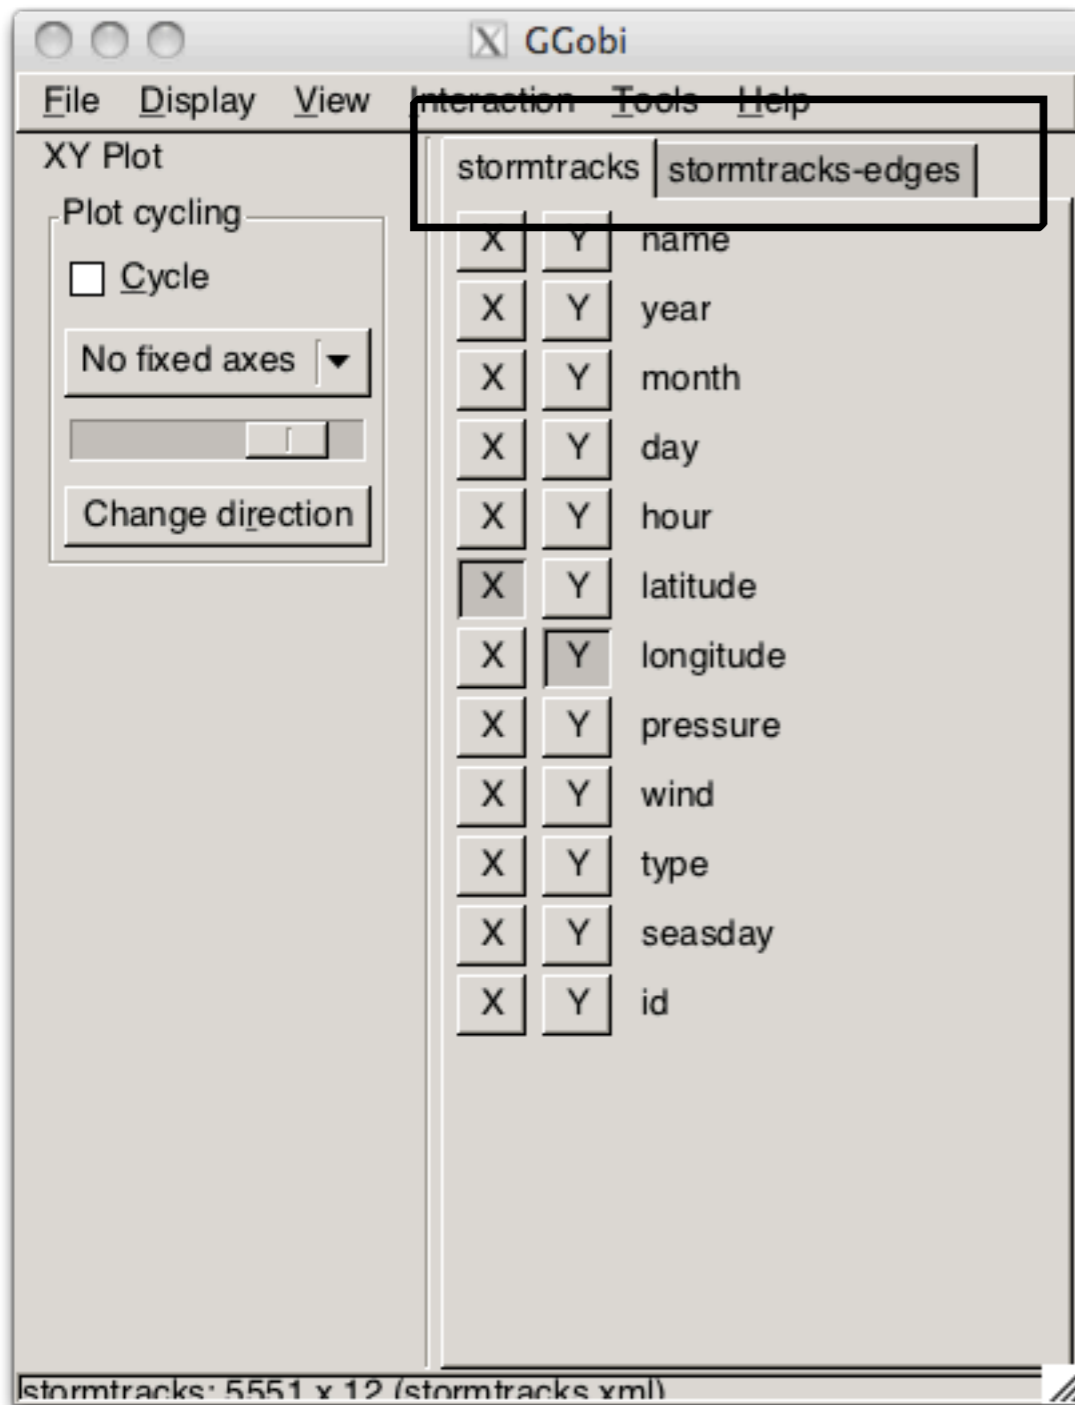 X GGobi
File Display View Interaction Tools Help
XY Plot
Plot cycling
Cycle
No fixed axes
Change direction
stormtracks stormtracks-edges
X Y name
X Y year
X Y month
X Y day
X Y hour
X Y latitude
X Y longitude
X Y pressure
X Y wind
X Y type
X Y seasday
X Y id
stormtracks: 5551 x 12 (stormtracks.xml)